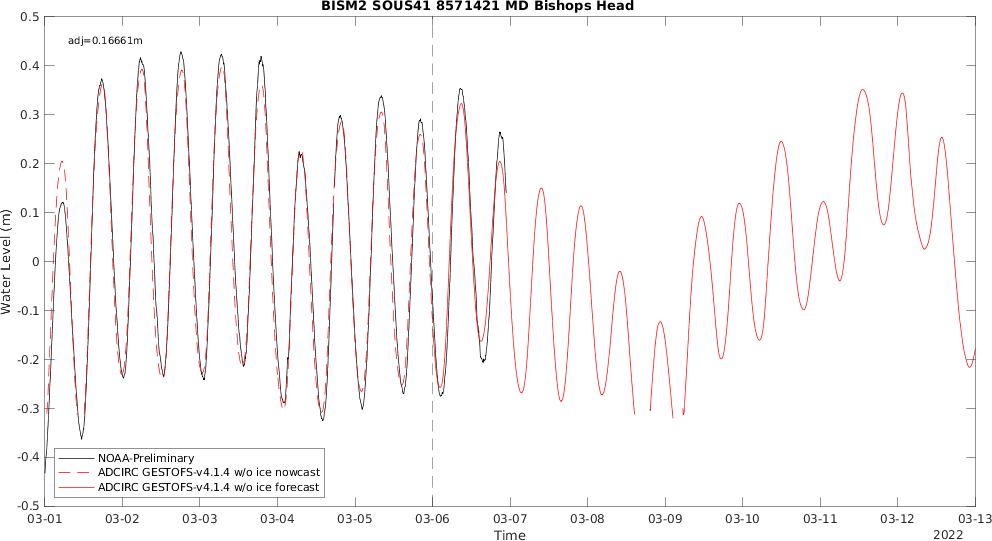 BISM2 SOUS41 8571421 MD Bishops Head
adj=0.16661m
0.5
0.4
0.3
0.2
0.1
0
-0.1
-0.2
-0.3
-0.4
-0.5
Water Level (m)
NOAA-Preliminary
ADCIRC GESTOFS-v4.1.4 w/o ice nowcast
ADCIRC GESTOFS-v4.1.4 w/o ice forecast
03-01 03-02 03-03 03-04 03-05 03-06 03-07 03-08 03-09 03-10 03-11 03-12 03-13
Time
2022